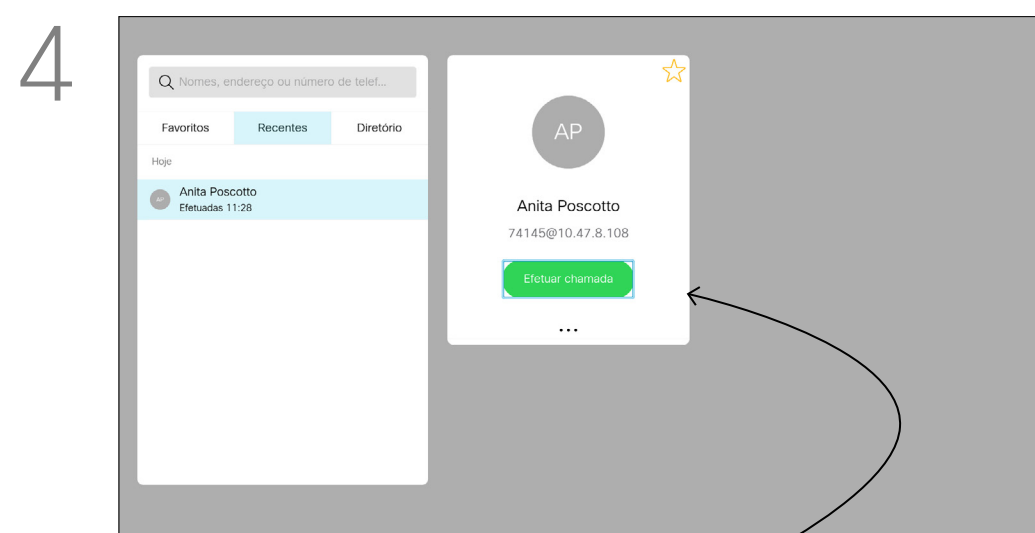 4
Nomes, endereço ou número de telef...
Favoritos Recentes Diretório
Hoje
AP
Anita Poscotto
Efetuadas 11:28
AP
Anita Poscotto
74145@10.47.8.108
Efetuar chamada
...